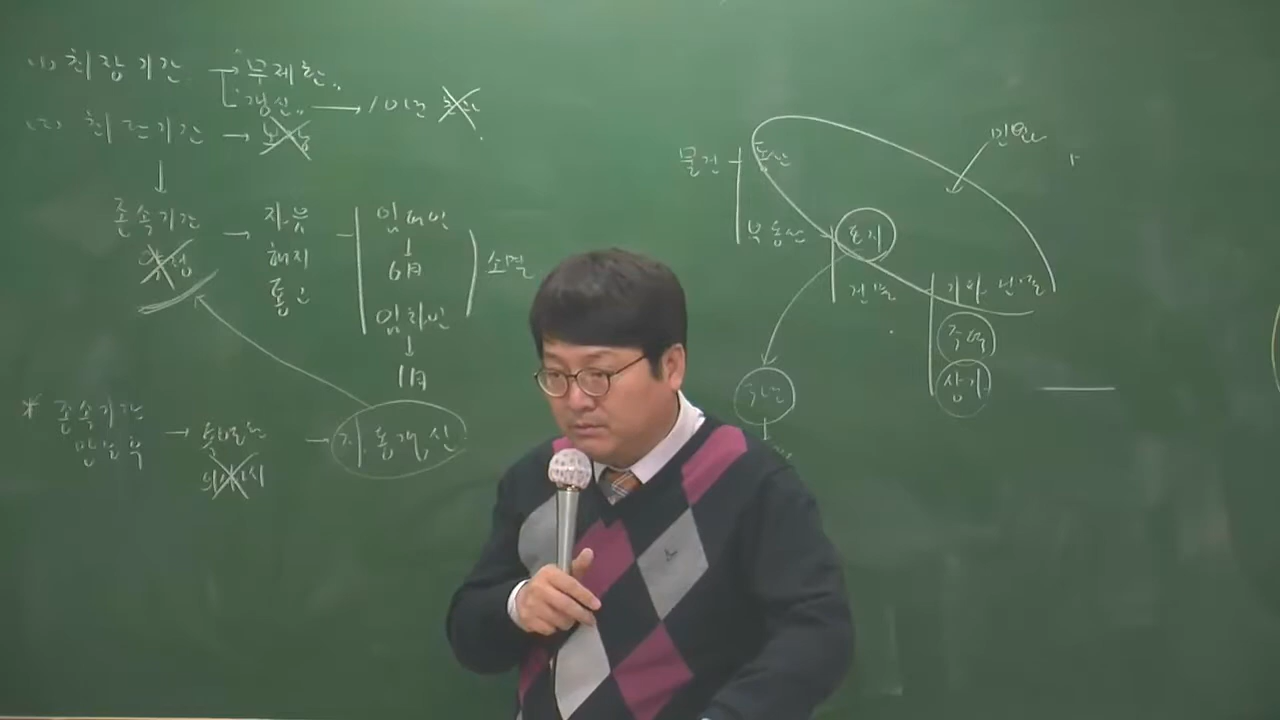 (1) 최장기간 → 무제한
갱신 → 10년
(2) 최단기간 → 보장
↓
존속기간
약정
→ 자유
해지
통고
임대인
↓
6月
임차인
↓
1月
소멸
* 존속기간
만료후
→
의사표시
→ 자동갱신
물건
동산
부동산
토지
건물
기타 건물
주택
상가
민법